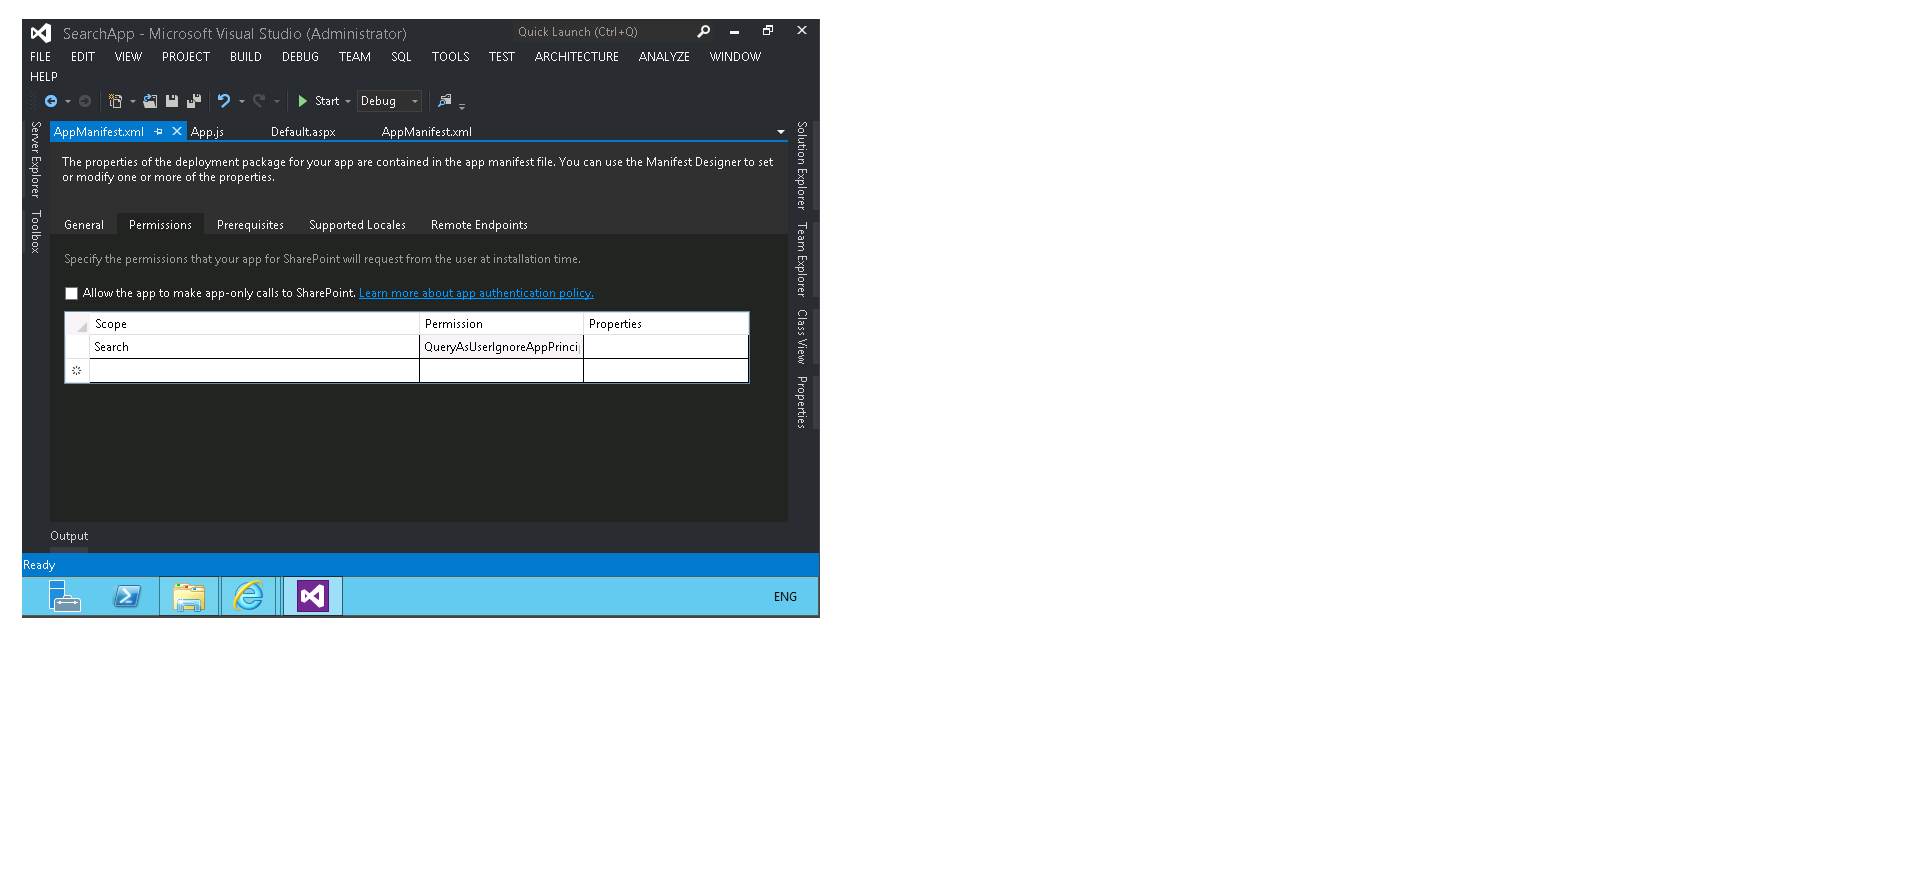 SearchApp - Microsoft Visual Studio (Administrator)
Quick Launch (Ctrl+Q)
FILE EDIT VIEW PROJECT BUILD DEBUG TEAM SQL TOOLS TEST ARCHITECTURE ANALYZE WINDOW
HELP
Start Debug
Server Explorer
Toolbox
AppManifest.xml App.js Default.aspx AppManifest.xml
The properties of the deployment package for your app are contained in the app manifest file. You can use the Manifest Designer to set
or modify one or more of the properties.
General Permissions Prerequisites Supported Locales Remote Endpoints
Specify the permissions that your app for SharePoint will request from the user at installation time.
Allow the app to make app-only calls to SharePoint. Learn more about app authentication policy.
Scope Permission Properties
Search QueryAsUserIgnoreAppPrinci
Solution Explorer
Team Explorer
Class View
Properties
Output
Ready
ENG